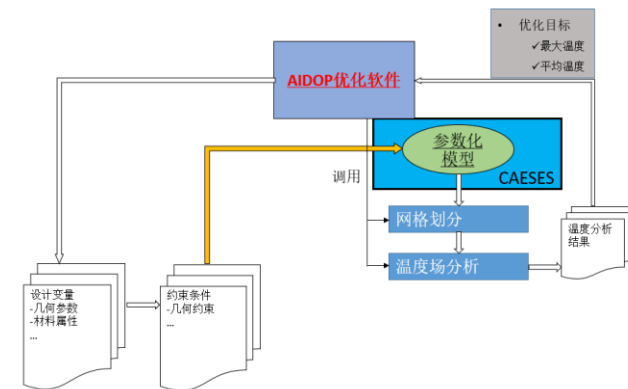 • 优化目标
✓最大温度
✓平均温度
AIDOP优化软件
参数化
模型
CAESES
调用
网格划分
温度场分析
温度分析
结果
设计变量
-几何参数
-材料属性
...
约束条件
-几何约束
...